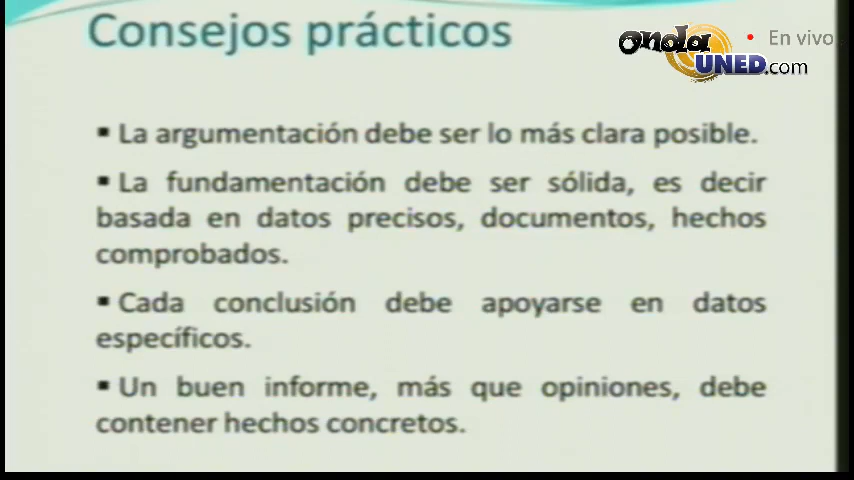 Consejos prácticos
onda
UNED.com
• En vivo
▪ La argumentación debe ser lo más clara posible.
▪ La fundamentación debe ser sólida, es decir
basada en datos precisos, documentos, hechos
comprobados.
▪ Cada conclusión debe apoyarse en datos
específicos.
▪ Un buen informe, más que opiniones, debe
contener hechos concretos.